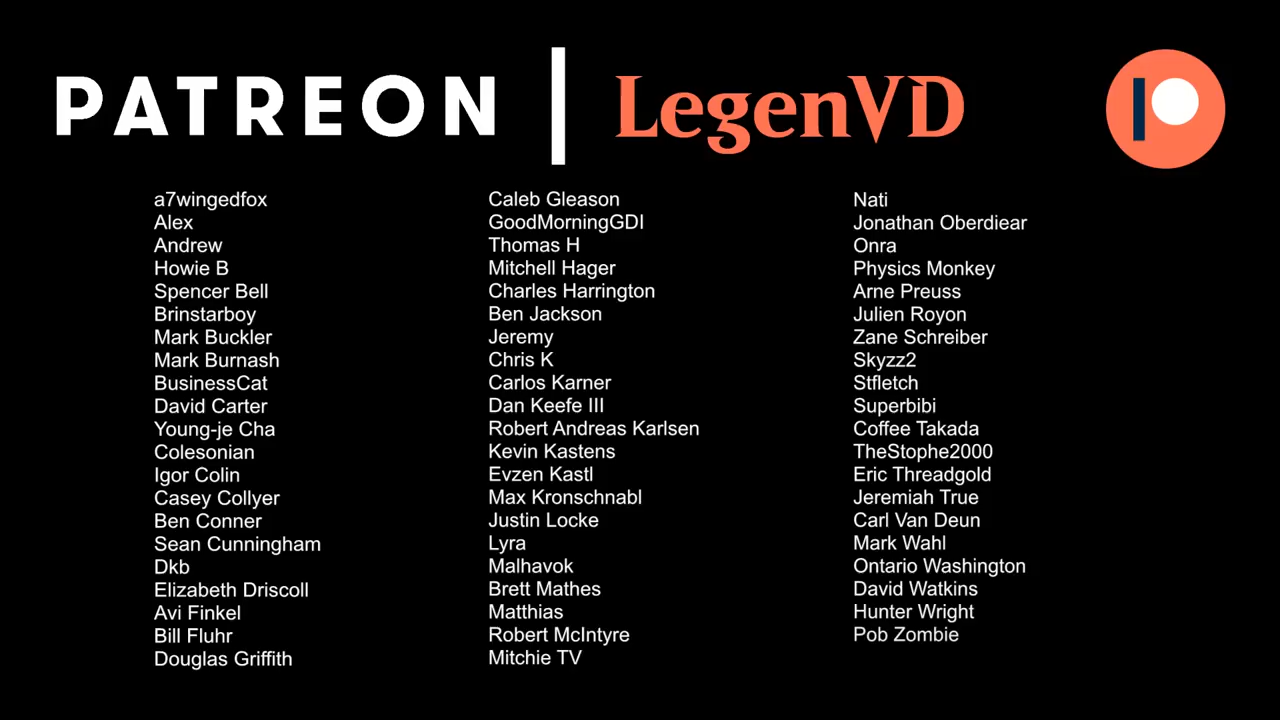 PATREON | LegenVD
a7wingedfox
Alex
Andrew
Howie B
Spencer Bell
Brinstarboy
Mark Buckler
Mark Burnash
BusinessCat
David Carter
Young-je Cha
Colesonian
Igor Colin
Casey Collyer
Ben Conner
Sean Cunningham
Dkb
Elizabeth Driscoll
Avi Finkel
Bill Fluhr
Douglas Griffith
Caleb Gleason
GoodMorningGDI
Thomas H
Mitchell Hager
Charles Harrington
Ben Jackson
Jeremy
Chris K
Carlos Karner
Dan Keefe III
Robert Andreas Karlsen
Kevin Kastens
Evzen Kastl
Max Kronschnabl
Justin Locke
Lyra
Malhavok
Brett Mathes
Matthias
Robert McIntyre
Mitchie TV
Nati
Jonathan Oberdiear
Onra
Physics Monkey
Arne Preuss
Julien Royon
Zane Schreiber
Skyzz2
Stfletch
Superbibi
Coffee Takada
TheStophe2000
Eric Threadgold
Jeremiah True
Carl Van Deun
Mark Wahl
Ontario Washington
David Watkins
Hunter Wright
Pob Zombie